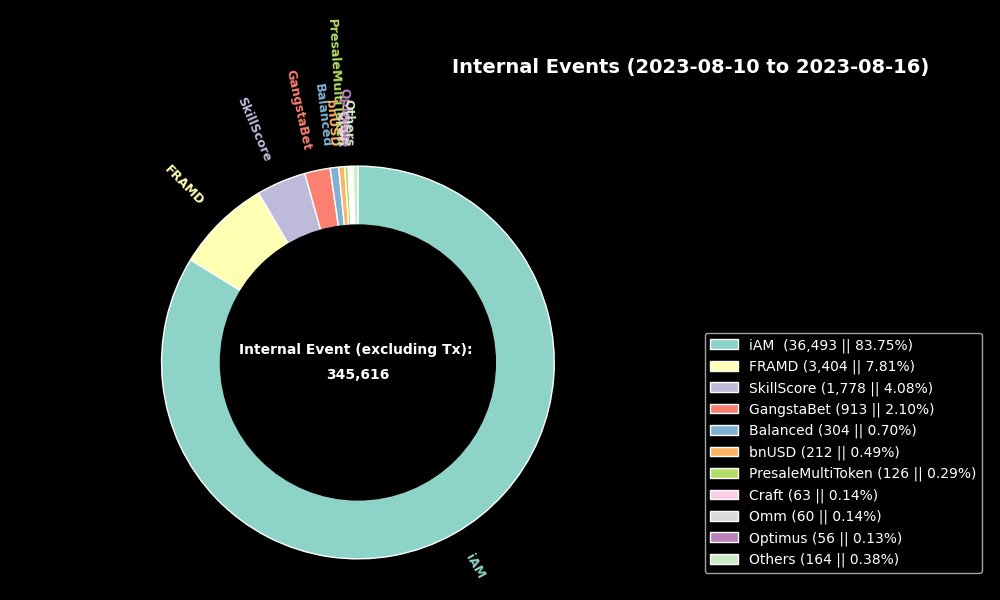 Internal Events (2023-08-10 to 2023-08-16)
PresaleMultiToken
GangstaBet
SkillScore
Balanced
bnUSD
Others
FRAMD
Internal Event (excluding Tx):
345,616
iAM
iAM  (36,493 || 83.75%)
FRAMD (3,404 || 7.81%)
SkillScore (1,778 || 4.08%)
GangstaBet (913 || 2.10%)
Balanced (304 || 0.70%)
bnUSD (212 || 0.49%)
PresaleMultiToken (126 || 0.29%)
Craft (63 || 0.14%)
Omm (60 || 0.14%)
Optimus (56 || 0.13%)
Others (164 || 0.38%)